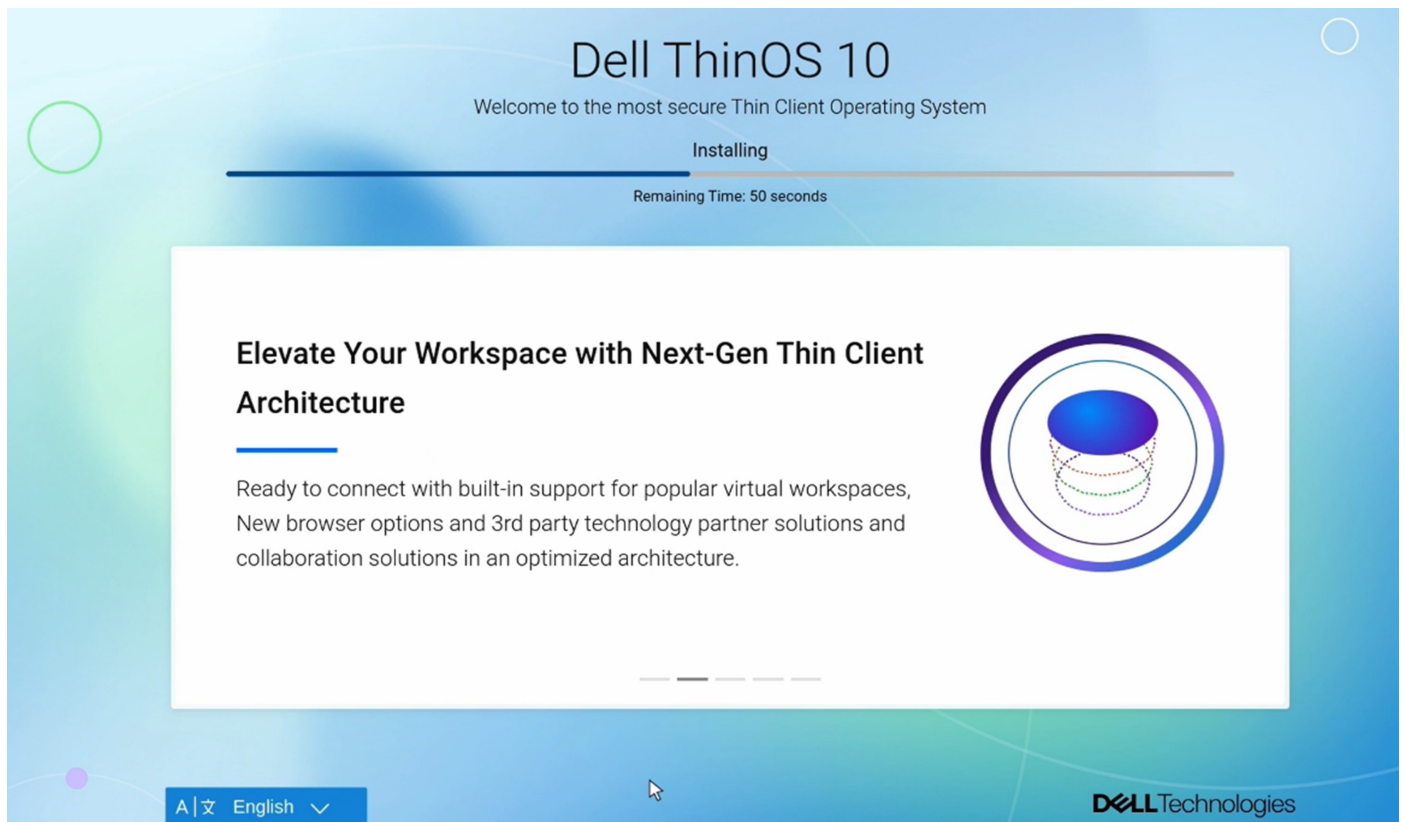 Dell ThinOS 10
Welcome to the most secure Thin Client Operating System
Installing
Remaining Time: 50 seconds
Elevate Your Workspace with Next-Gen Thin Client
Architecture
Ready to connect with built-in support for popular virtual workspaces,
New browser options and 3rd party technology partner solutions and
collaboration solutions in an optimized architecture.
A|文 English
DELLTechnologies